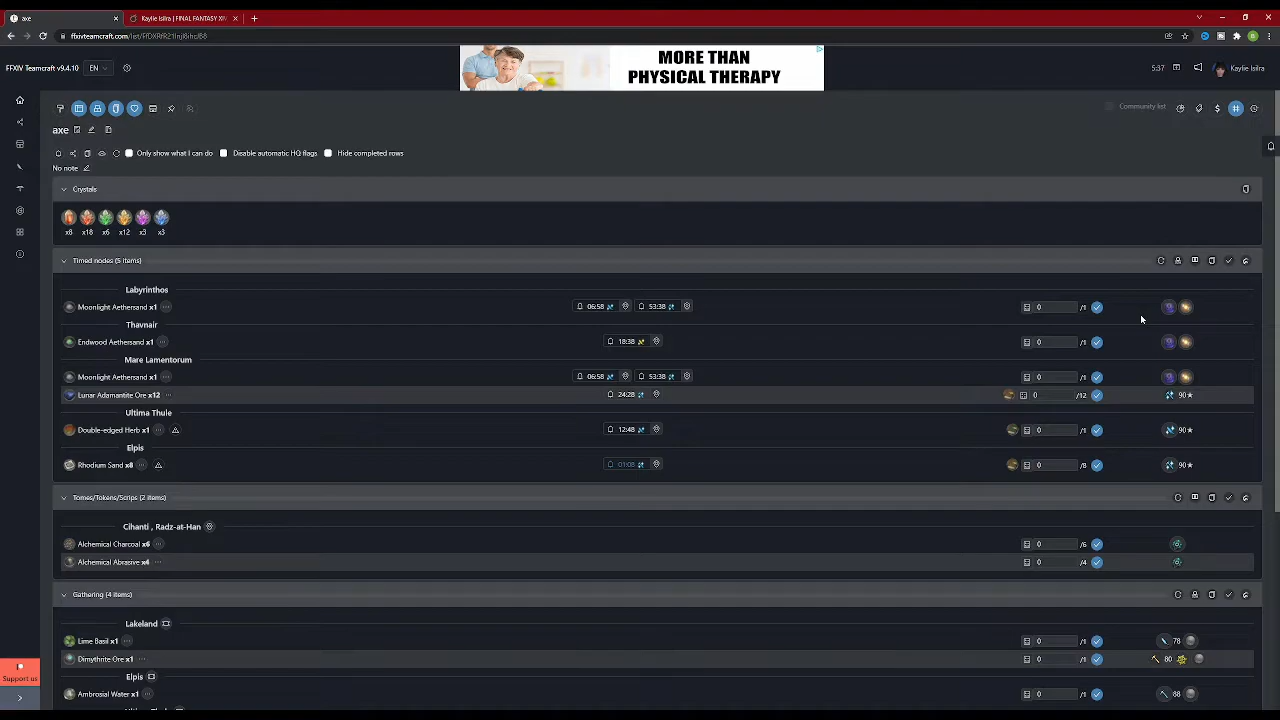 axe
Kaylie Isilra | FINAL FANTASY XIV
ffxivteamcraft.com/list/
FFXIV Teamcraft v9.4.10
EN
MORE THAN
PHYSICAL THERAPY
5:37
Kaylie Isilra
Community list
axe
Only show what I can do
Disable automatic HQ flags
Hide completed rows
No note
Crystals
x8 x18 x6 x12 x3 x3
Timed nodes (5 items)
Labyrinthos
Moonlight Aethersand x1 06:58 53:38 0 /1
Thavnair
Endwood Aethersand x1 18:38 0 /1
Mare Lamentorum
Moonlight Aethersand x1 06:58 53:38 0 /1
Lunar Adamantite Ore x12 24:28 0 /12 90★
Ultima Thule
Double-edged Herb x1 12:48 0 /1 90★
Elpis
Rhodium Sand x8 01:08 0 /8 90★
Tomes/Tokens/Scrips (2 items)
Cihanti , Radz-at-Han
Alchemical Charcoal x6 0 /6
Alchemical Abrasive x4 0 /4
Gathering (4 items)
Lakeland
Lime Basil x1 0 /1 78
Dimythrite Ore x1 0 /1 80
Elpis
Ambrosial Water x1 0 /1 88
Support us